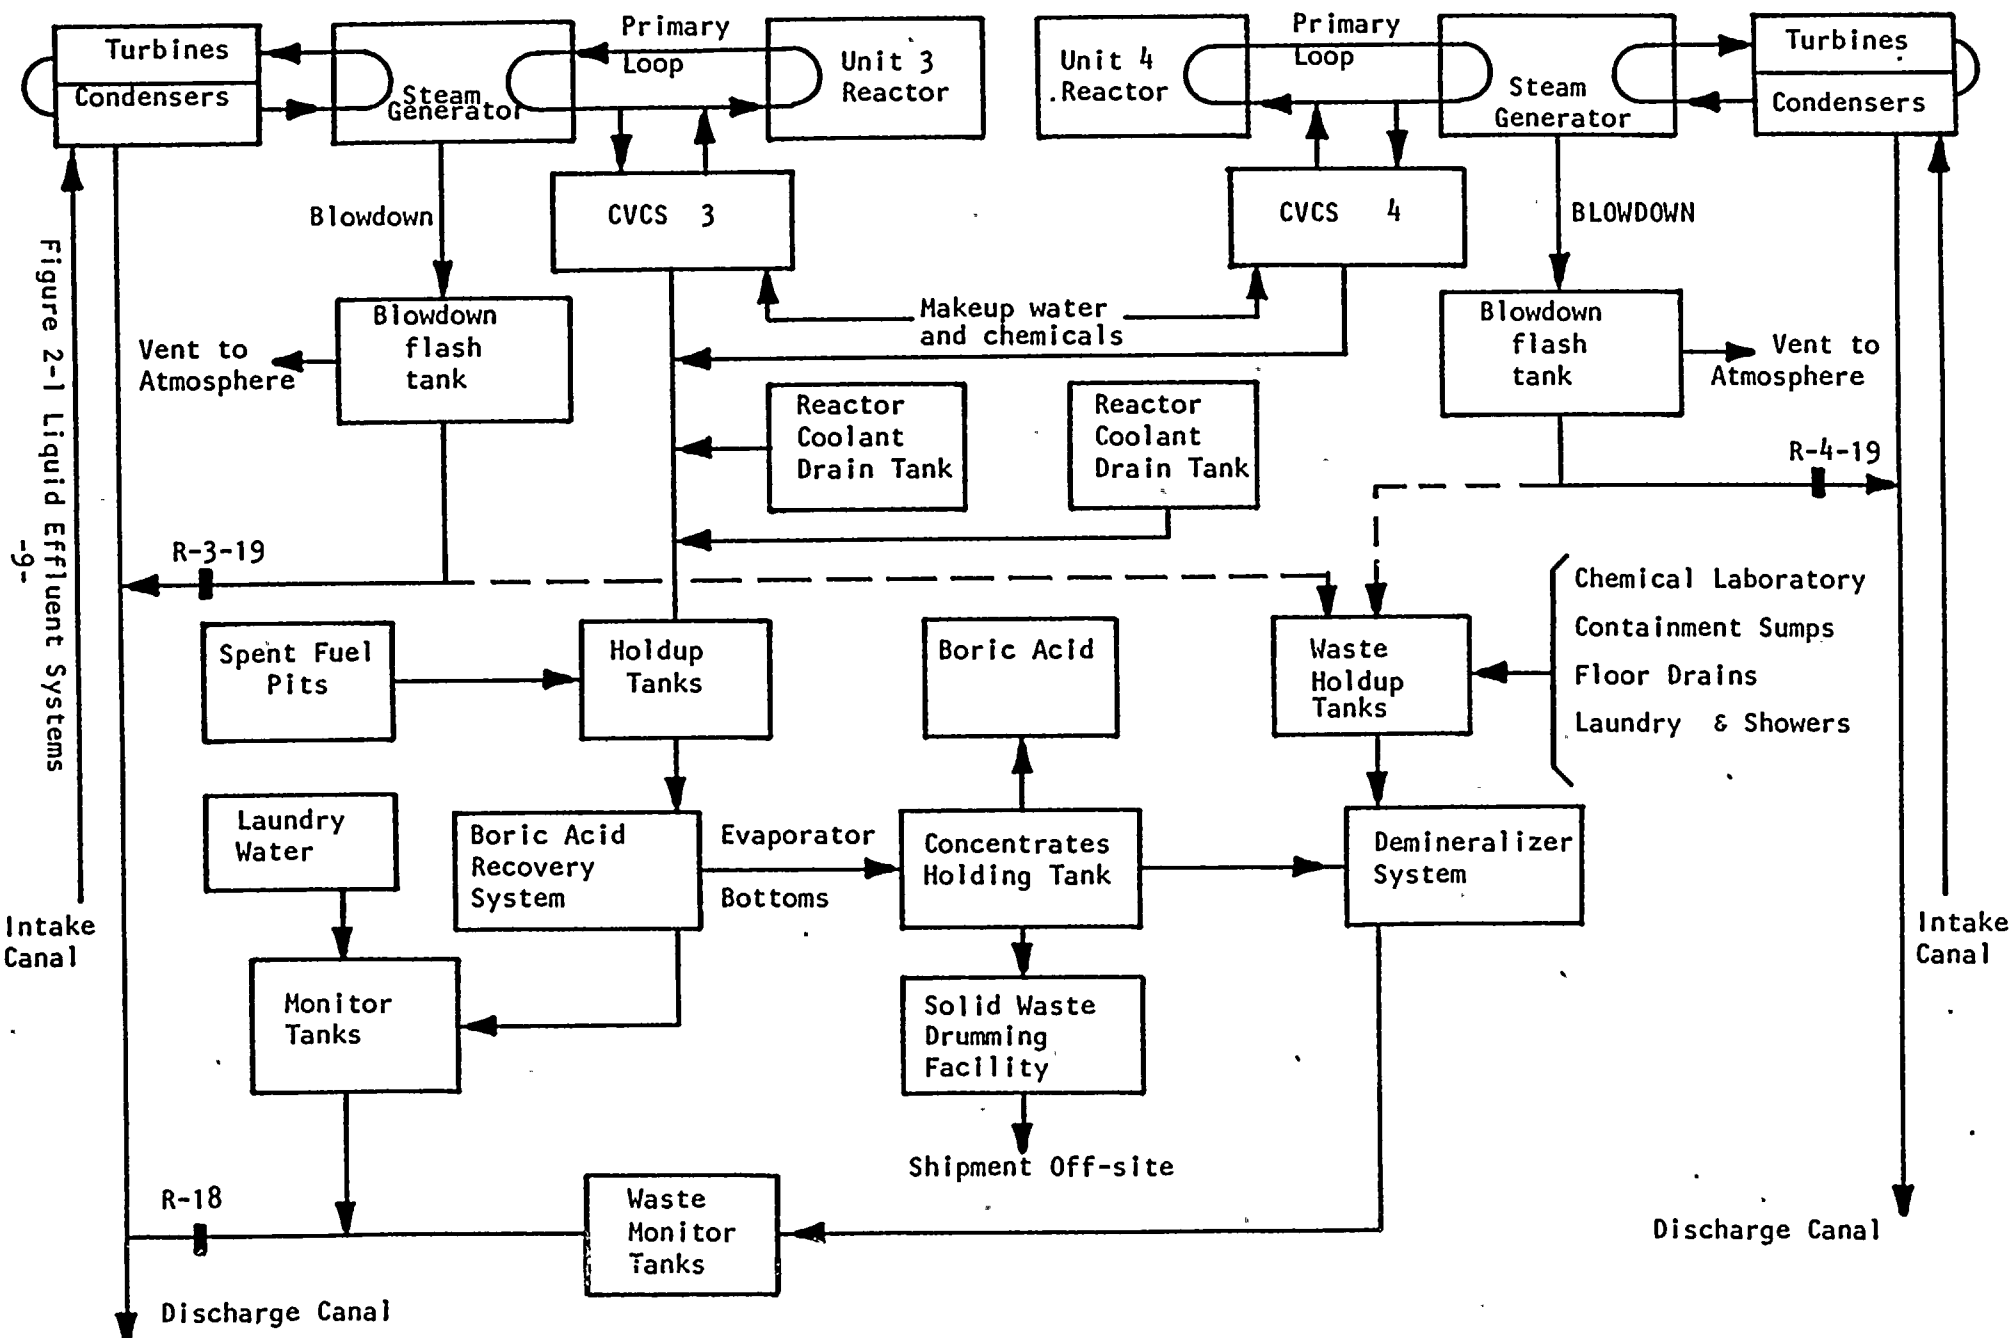 Turbines
Condensers
Steam
Generator
Primary
Loop
Unit 3
Reactor
Unit 4
.Reactor
Primary
Loop
Steam
Generator
Turbines
Condensers
Blowdown
CVCS 3
CVCS 4
BLOWDOWN
Makeup water
and chemicals
Vent to
Atmosphere
Blowdown
flash
tank
Reactor
Coolant
Drain Tank
Reactor
Coolant
Drain Tank
Blowdown
flash
tank
Vent to
Atmosphere
R-4-19
R-3-19
Spent Fuel
Pits
Holdup
Tanks
Boric Acid
Waste
Holdup
Tanks
Chemical Laboratory
Containment Sumps
Floor Drains
Laundry & Showers
Laundry
Water
Boric Acid
Recovery
System
Evaporator
Bottoms
Concentrates
Holding Tank
Demineralizer
System
Intake
Canal
Intake
Canal
Monitor
Tanks
Solid Waste
Drumming
Facility
Shipment Off-site
R-18
Waste
Monitor
Tanks
Discharge Canal
Discharge Canal
Figure 2-1 Liquid Effluent Systems
-9-